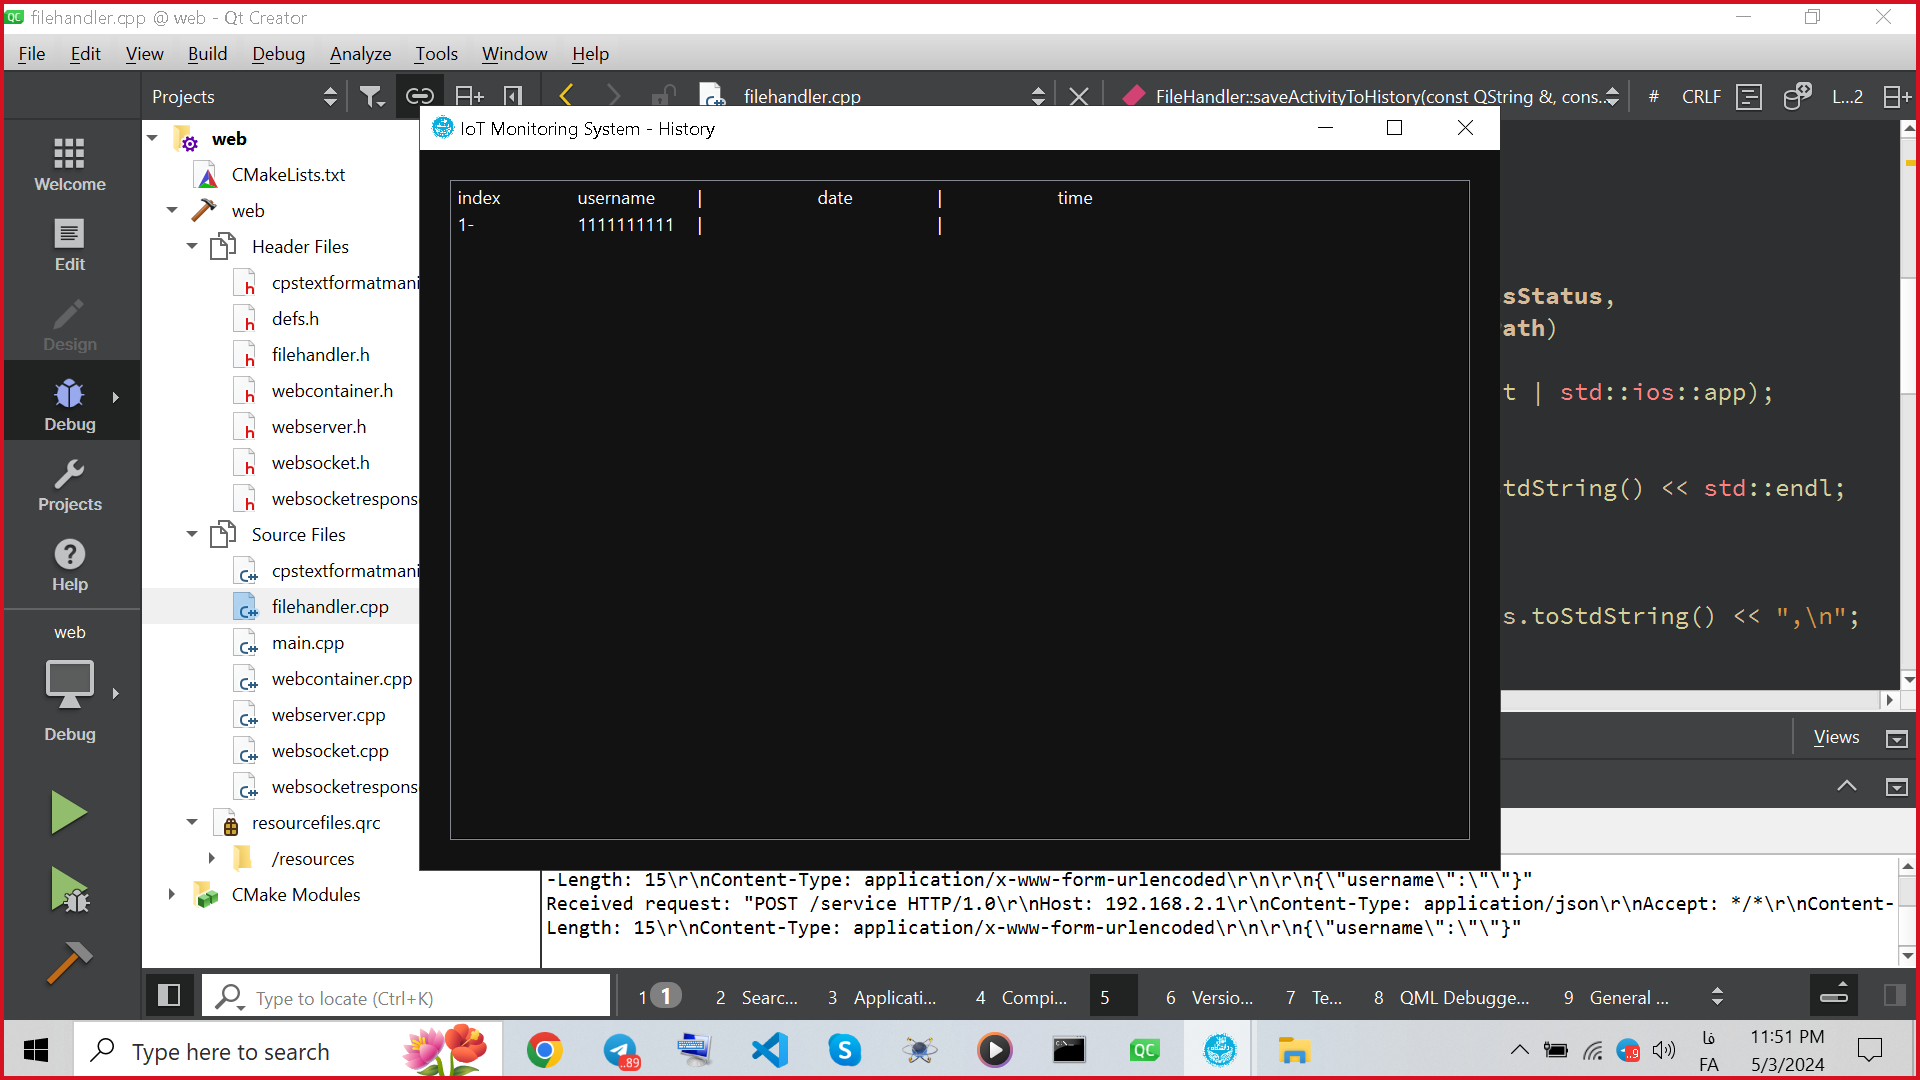 filehandler.cpp @ web - Qt Creator
File Edit View Build Debug Analyze Tools Window Help
Projects
filehandler.cpp
FileHandler::saveActivityToHistory(const QString &, cons...
# CRLF L...2
Welcome
Edit
Design
Debug
Projects
Help
web
Debug
web
CMakeLists.txt
web
Header Files
cpstextformatmani
defs.h
filehandler.h
webcontainer.h
webserver.h
websocket.h
websocketrespons
Source Files
cpstextformatmani
filehandler.cpp
main.cpp
webcontainer.cpp
webserver.cpp
websocket.cpp
websocketrespons
resourcefiles.qrc
/resources
CMake Modules
IoT Monitoring System - History
index username | date | time
1- 1111111111 | |
sStatus,
ath)
t | std::ios::app);
tdString() << std::endl;
s.toStdString() << ",\n";
Views
-Length: 15\r\nContent-Type: application/x-www-form-urlencoded\r\n\r\n{\"username\":\"\"}"
Received request: "POST /service HTTP/1.0\r\nHost: 192.168.2.1\r\nContent-Type: application/json\r\nAccept: */*\r\nContent-
Length: 15\r\nContent-Type: application/x-www-form-urlencoded\r\n\r\n{\"username\":\"\"}"
Type to locate (Ctrl+K)
1 1 2 Searc... 3 Applicati... 4 Compi... 5 6 Versio... 7 Te... 8 QML Debugge... 9 General ...
Type here to search
..89
QC
..9
فا
FA
11:51 PM
5/3/2024